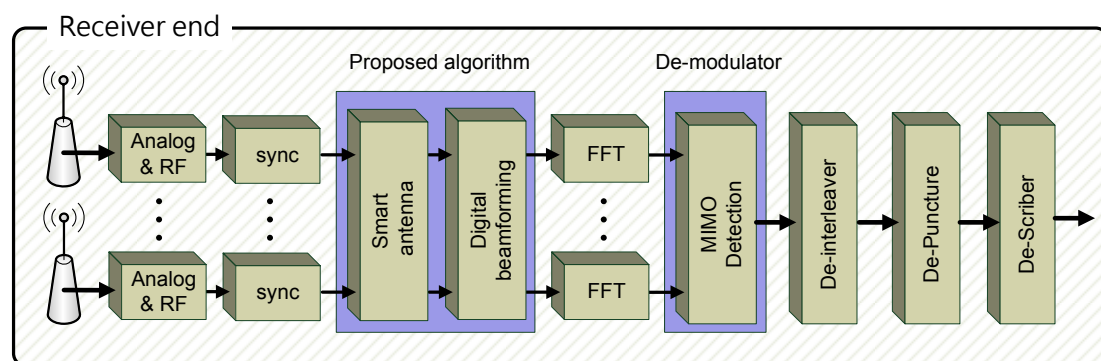 Receiver end
Proposed algorithm
De-modulator
Analog
& RF
sync
Smart
antenna
Digital
beamforming
FFT
MIMO
Detection
De-interleaver
De-Puncture
De-Scriber
Analog
& RF
sync
FFT